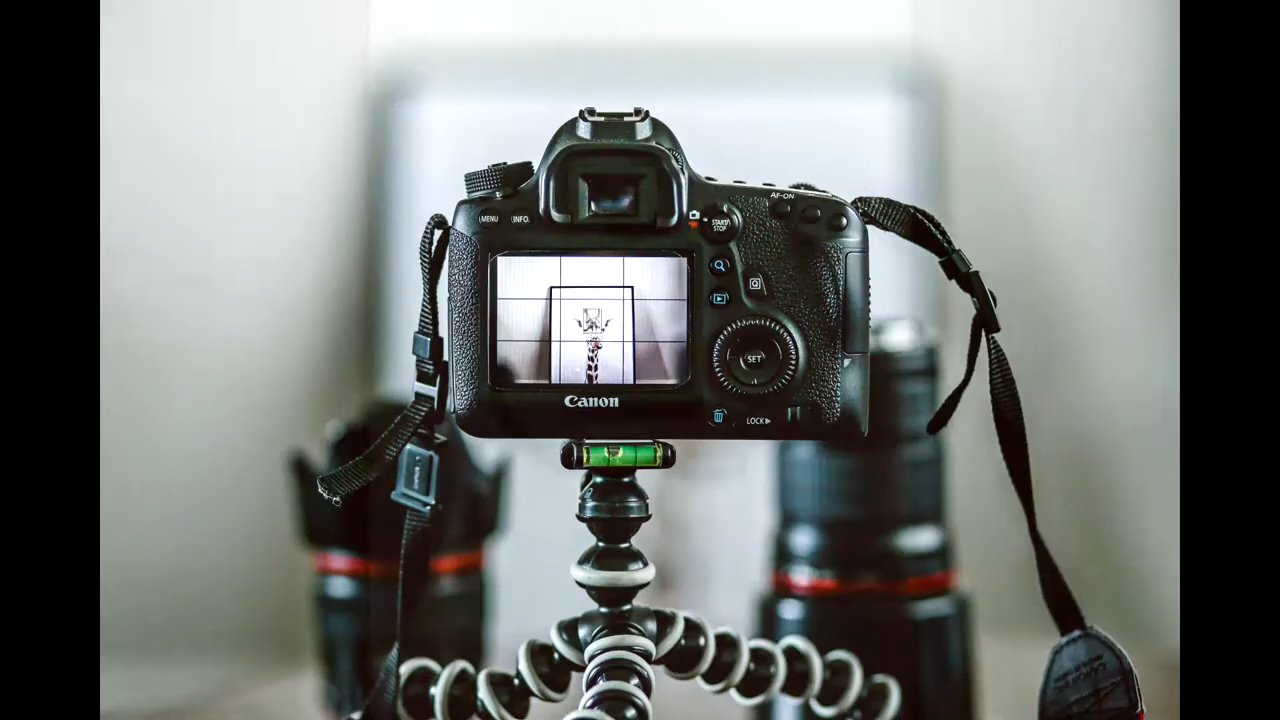 AF-ON
MENU
INFO.
START/
STOP
Q
SET
Canon
LOCK